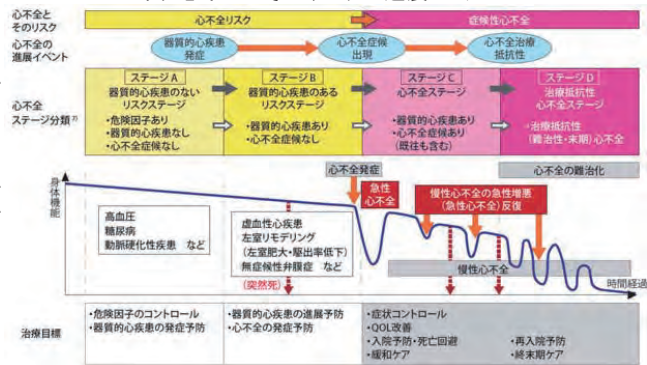 心不全と
そのリスク
心不全リスク
症候性心不全
心不全の
進展イベント
器質的心疾患
発症
心不全症候
出現
心不全治療
抵抗性
心不全
ステージ分類
ステージA
器質的心疾患のない
リスクステージ
・危険因子あり
・器質的心疾患なし
・心不全症候なし
ステージB
器質的心疾患のある
リスクステージ
・器質的心疾患あり
・心不全症候なし
ステージC
心不全ステージ
・器質的心疾患あり
・心不全症候あり
(既往も含む)
ステージD
治療抵抗性
心不全ステージ
・治療抵抗性
(難治性・末期)心不全
身体機能
心不全発症
心不全の難治化
急性
心不全
慢性心不全の急性増悪
(急性心不全)反復
高血圧
糖尿病
動脈硬化性疾患 など
虚血性心疾患
左室リモデリング
(左室肥大・駆出率低下)
無症候性弁膜症 など
(突然死)
慢性心不全
時間経過
治療目標
・危険因子のコントロール
・器質的心疾患の発症予防
・器質的心疾患の進展予防
・心不全の発症予防
・症状コントロール
・QOL改善
・入院予防・死亡回避
・緩和ケア
・再入院予防
・終末期ケア